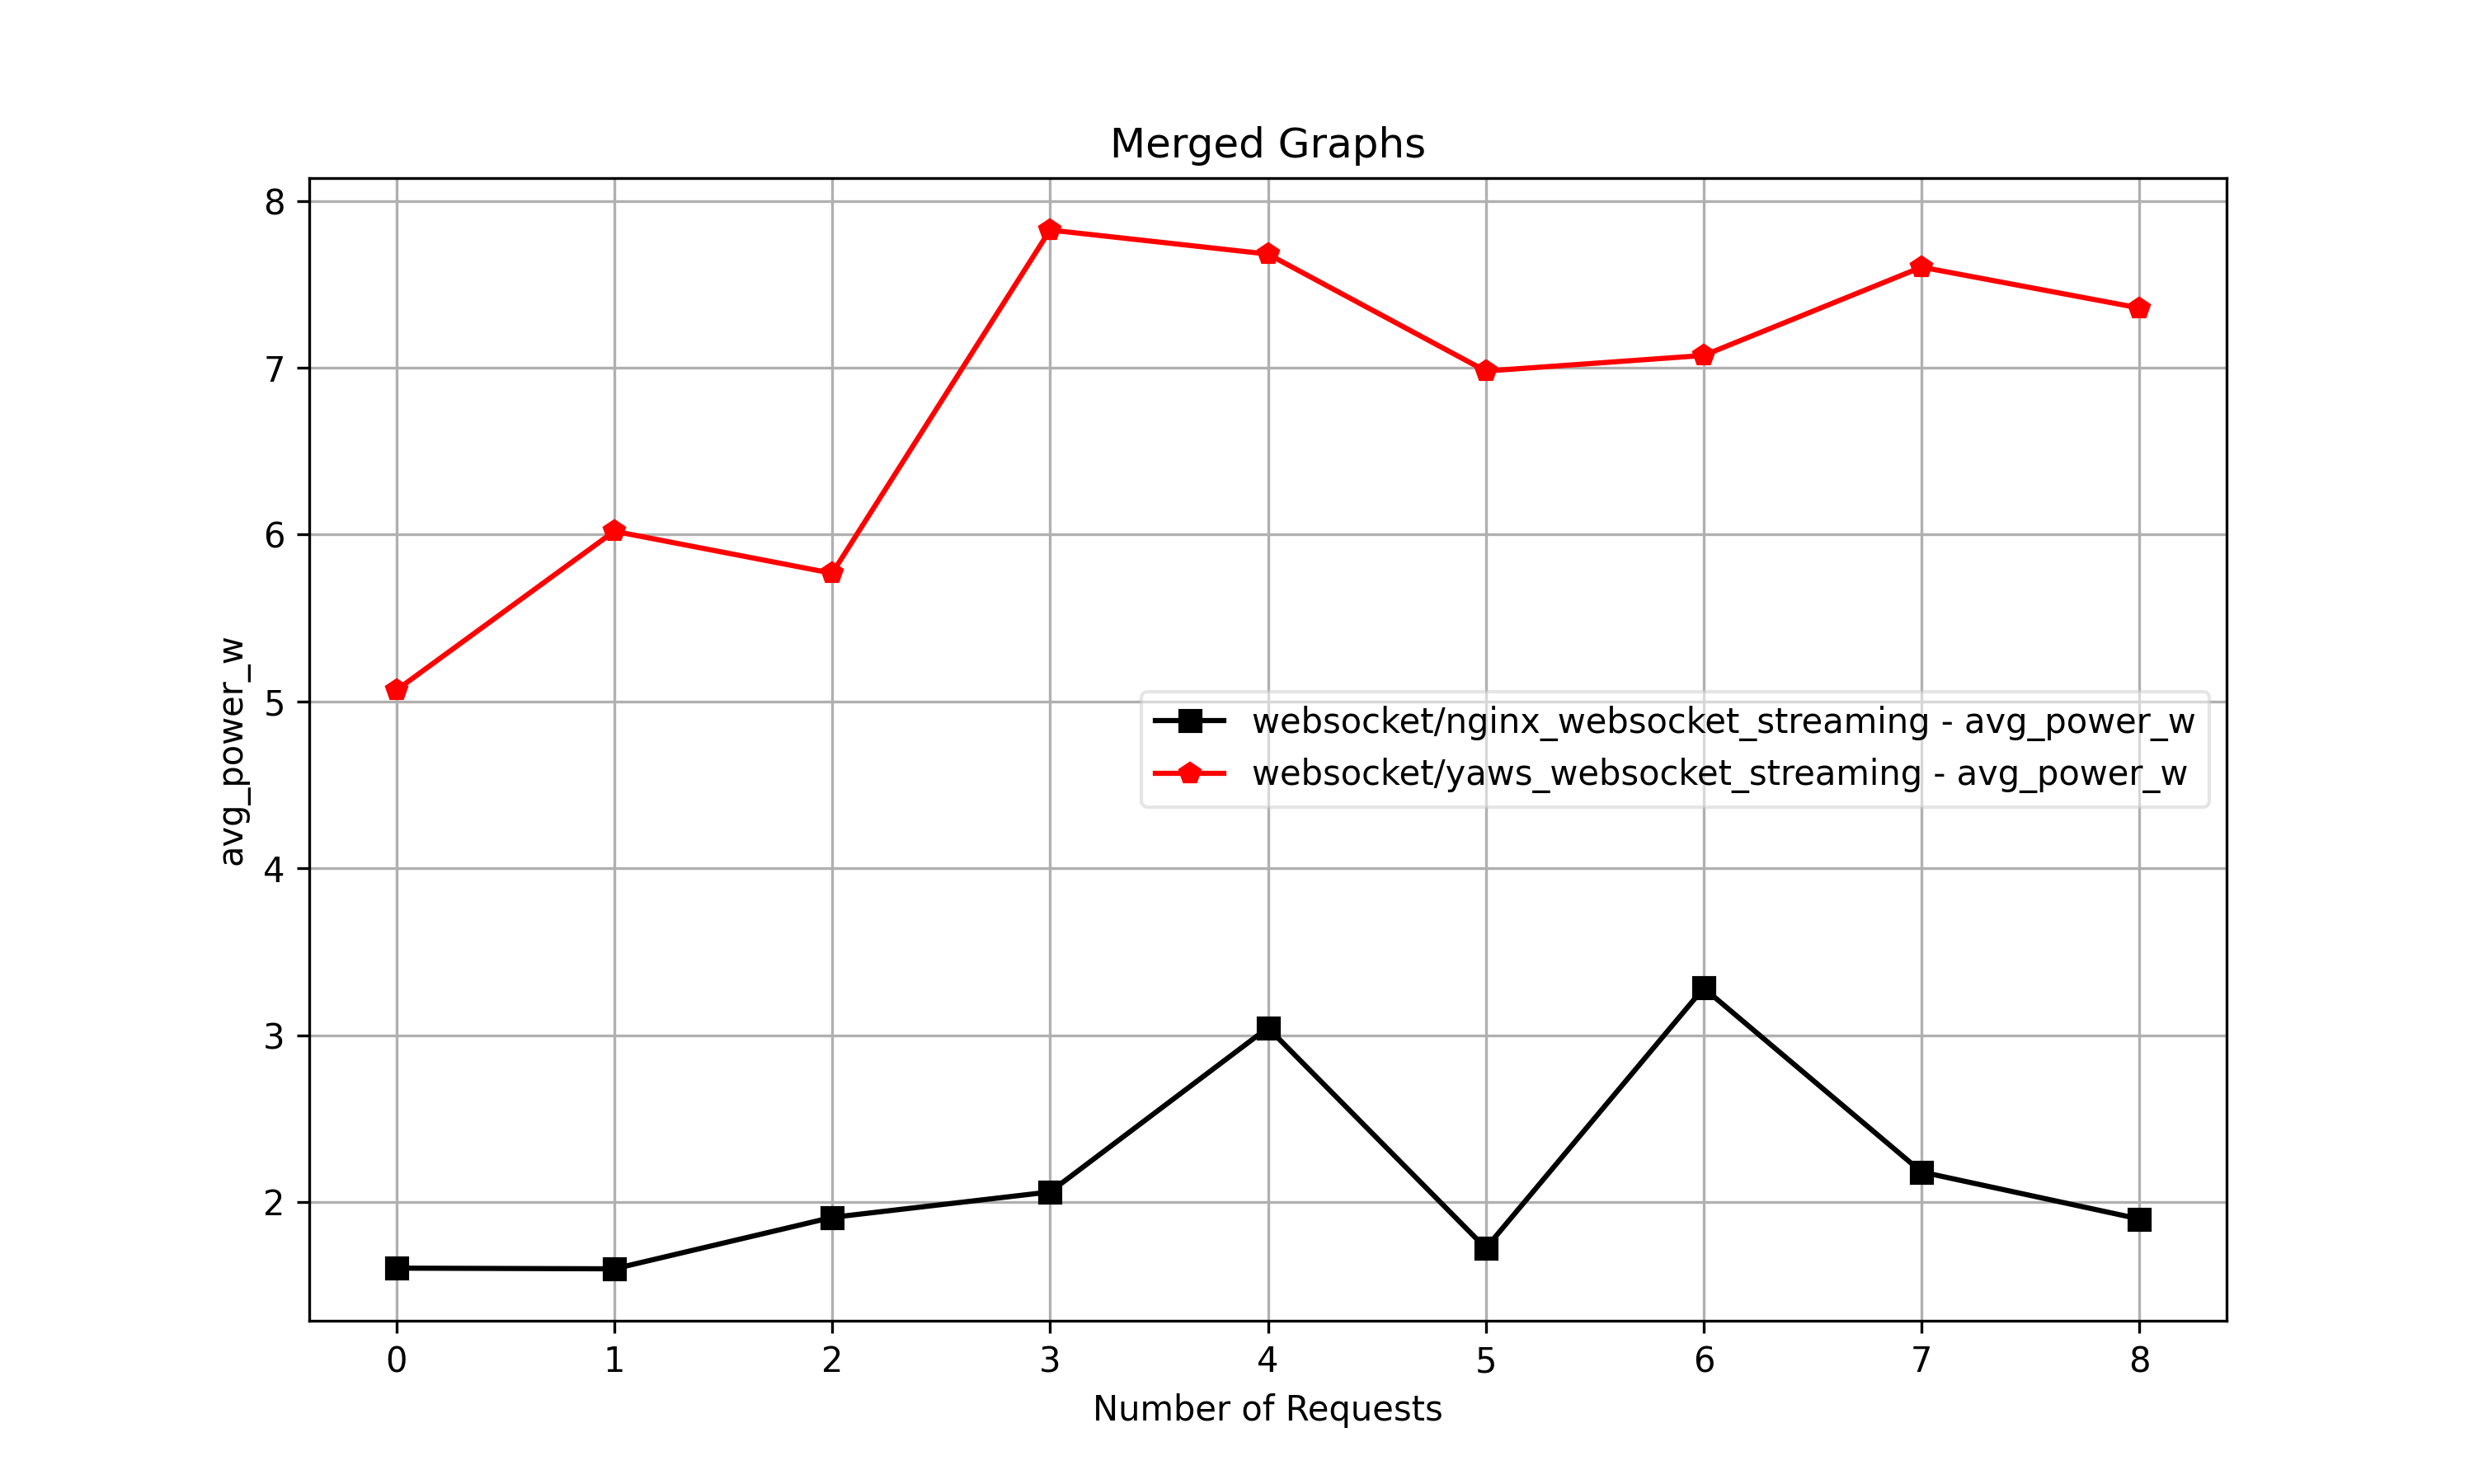 Merged Graphs
8
7
6
5
4
3
2
avg_power_w
websocket/nginx_websocket_streaming - avg_power_w
websocket/yaws_websocket_streaming - avg_power_w
0 1 2 3 4 5 6 7 8
Number of Requests